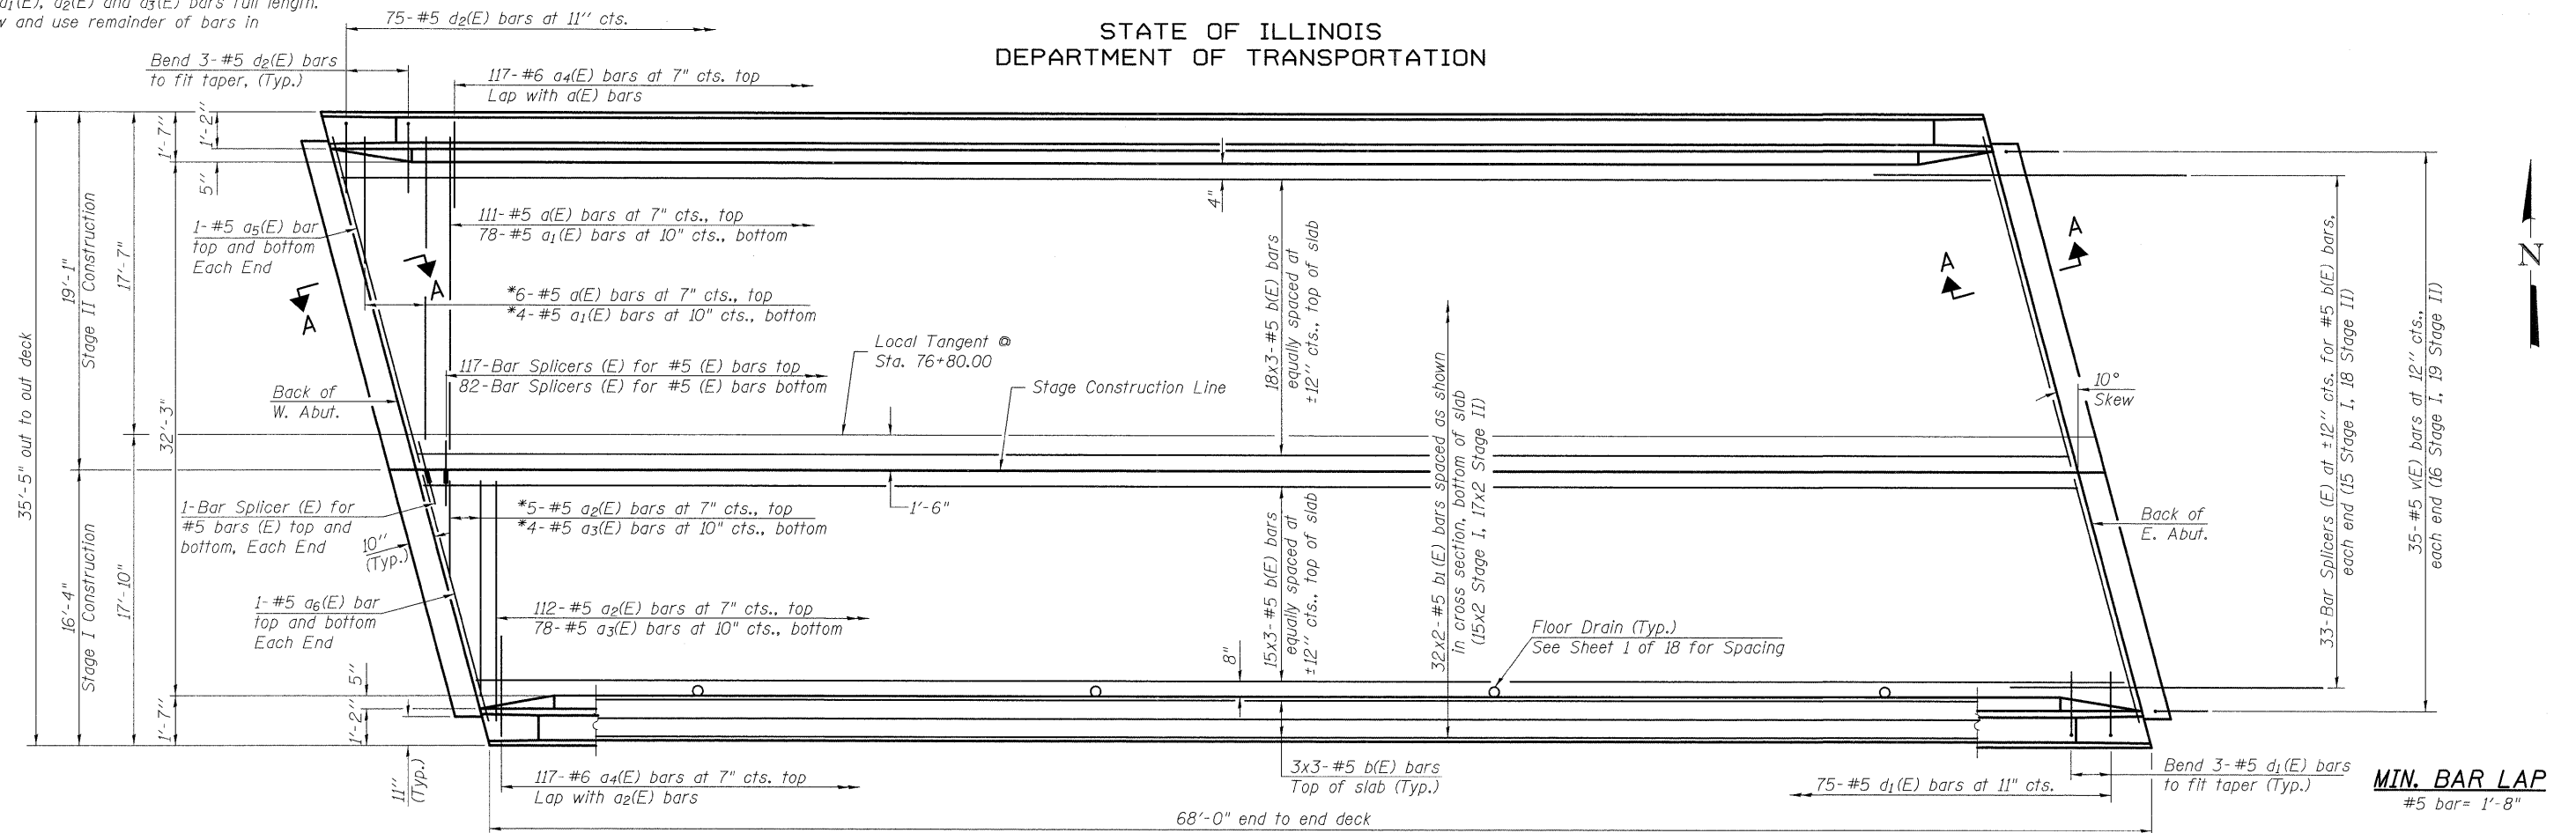 a1(E), a2(E) and a3(E) bars full length.
and use remainder of bars in
75-#5 d2(E) bars at 11" cts.
STATE OF ILLINOIS
DEPARTMENT OF TRANSPORTATION
Bend 3-#5 d2(E) bars
to fit taper, (Typ.)
117-#6 a4(E) bars at 7" cts. top
Lap with a(E) bars
1'-7"
1'-2"
5"
4"
111-#5 a(E) bars at 7" cts., top
78-#5 a1(E) bars at 10" cts., bottom
1-#5 a5(E) bar
top and bottom
Each End
A
A
A
A
N
*6-#5 a(E) bars at 7" cts., top
*4-#5 a1(E) bars at 10" cts., bottom
35'-5" out to out deck
19'-1"
Stage II Construction
17'-7"
32'-3"
18x3-#5 b(E) bars
equally spaced at
±12" cts., top of slab
Local Tangent @
Sta. 76+80.00
117-Bar Splicers (E) for #5 (E) bars top
82-Bar Splicers (E) for #5 (E) bars bottom
Stage Construction Line
Back of
W. Abut.
10°
Skew
32x2-#5 b1(E) bars spaced as shown
in cross section, bottom of slab
(15x2 Stage I, 17x2 Stage II)
33-Bar Splicers (E) at ±12" cts. for #5 b(E) bars,
each end (15 Stage I, 18 Stage II)
35-#5 v(E) bars at 12" cts.,
each end (16 Stage I, 19 Stage II)
1-Bar Splicer (E) for
#5 bars (E) top and
bottom, Each End
*5-#5 a2(E) bars at 7" cts., top
*4-#5 a3(E) bars at 10" cts., bottom
1'-6"
Back of
E. Abut.
10"
(Typ.)
16'-4"
Stage I Construction
17'-10"
1-#5 a6(E) bar
top and bottom
Each End
112-#5 a2(E) bars at 7" cts., top
78-#5 a3(E) bars at 10" cts., bottom
8"
15x3-#5 b(E) bars
equally spaced at
±12" cts., top of slab
Floor Drain (Typ.)
See Sheet 1 of 18 for Spacing
5"
1'-2"
1'-7"
11"
(Typ.)
117-#6 a4(E) bars at 7" cts. top
Lap with a2(E) bars
3x3-#5 b(E) bars
Top of slab (Typ.)
75-#5 d1(E) bars at 11" cts.
Bend 3-#5 d1(E) bars
to fit taper (Typ.)
MIN. BAR LAP
#5 bar= 1'-8"
68'-0" end to end deck